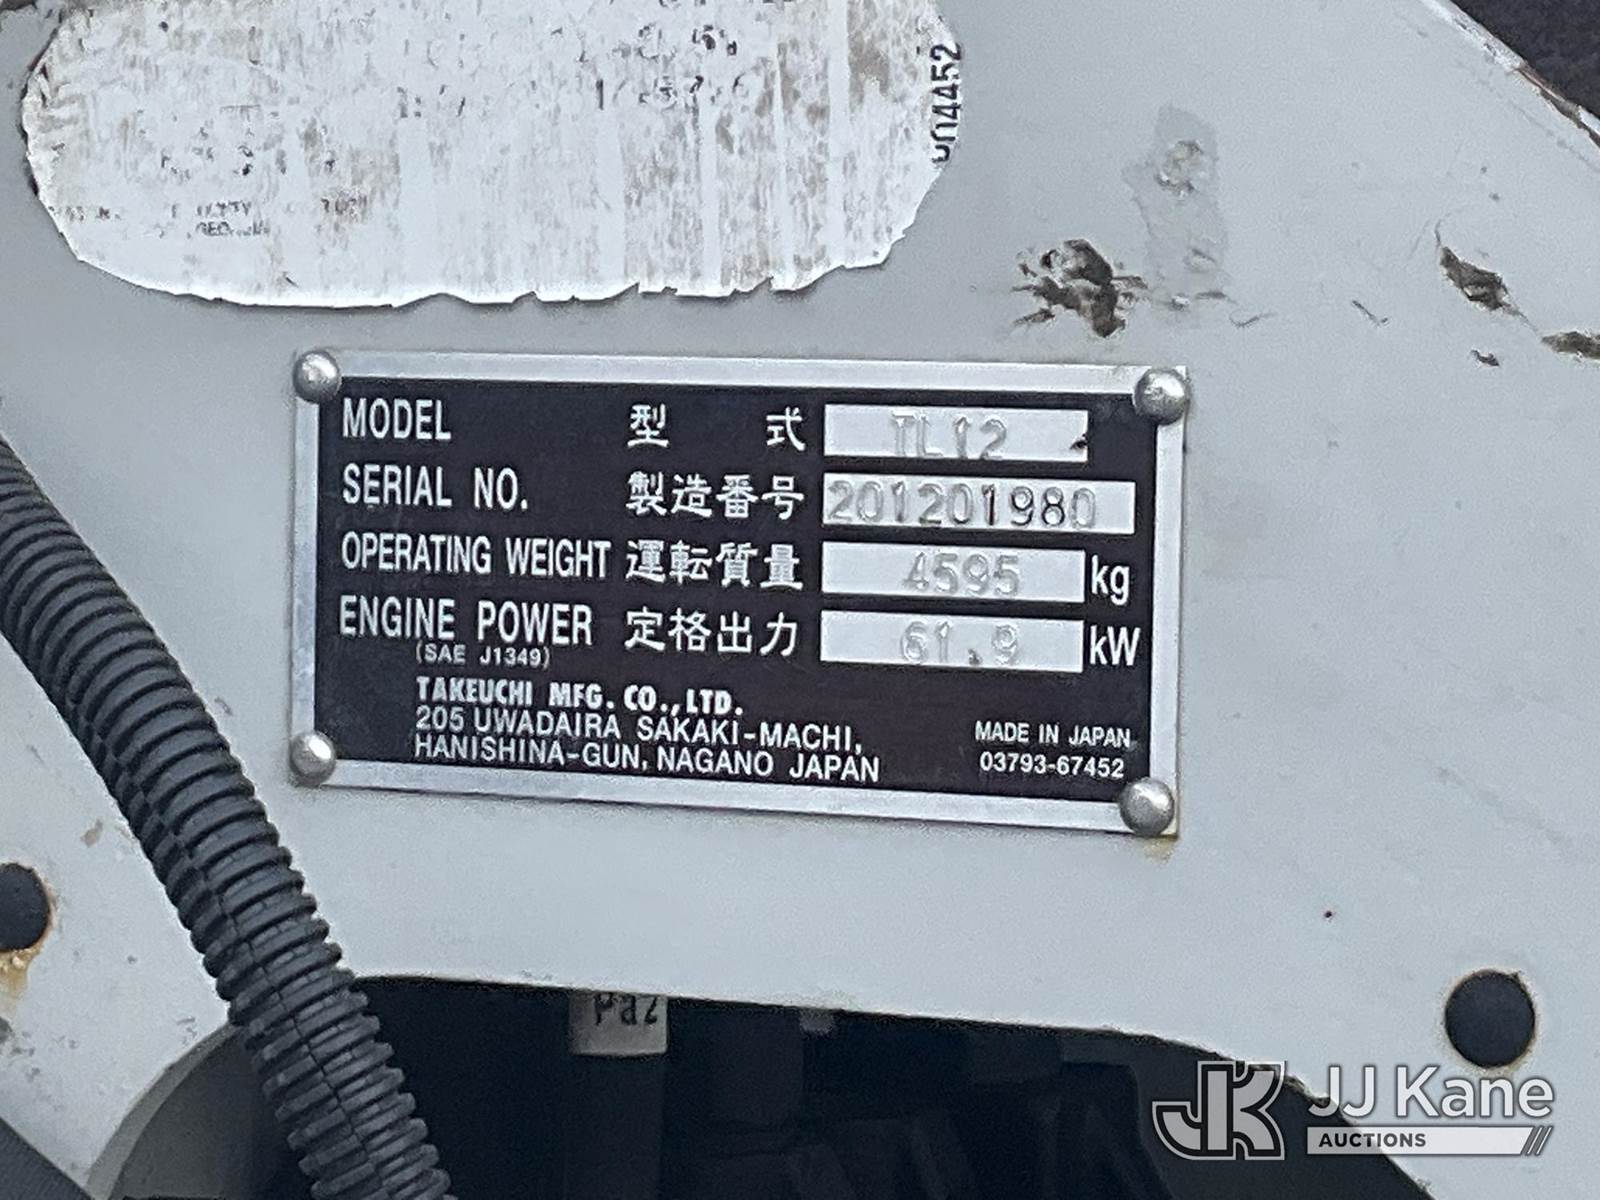 004452
MODEL 型 式 TL12
SERIAL NO. 製造番号 201201980
OPERATING WEIGHT 運転質量 4595 kg
ENGINE POWER 定格出力 61.9 kW
(SAE J1349)
TAKEUCHI MFG. CO., LTD.
205 UWADAIRA SAKAKI-MACHI,
HANISHINA-GUN, NAGANO JAPAN
MADE IN JAPAN
03793-67452
JK JJ Kane
AUCTIONS